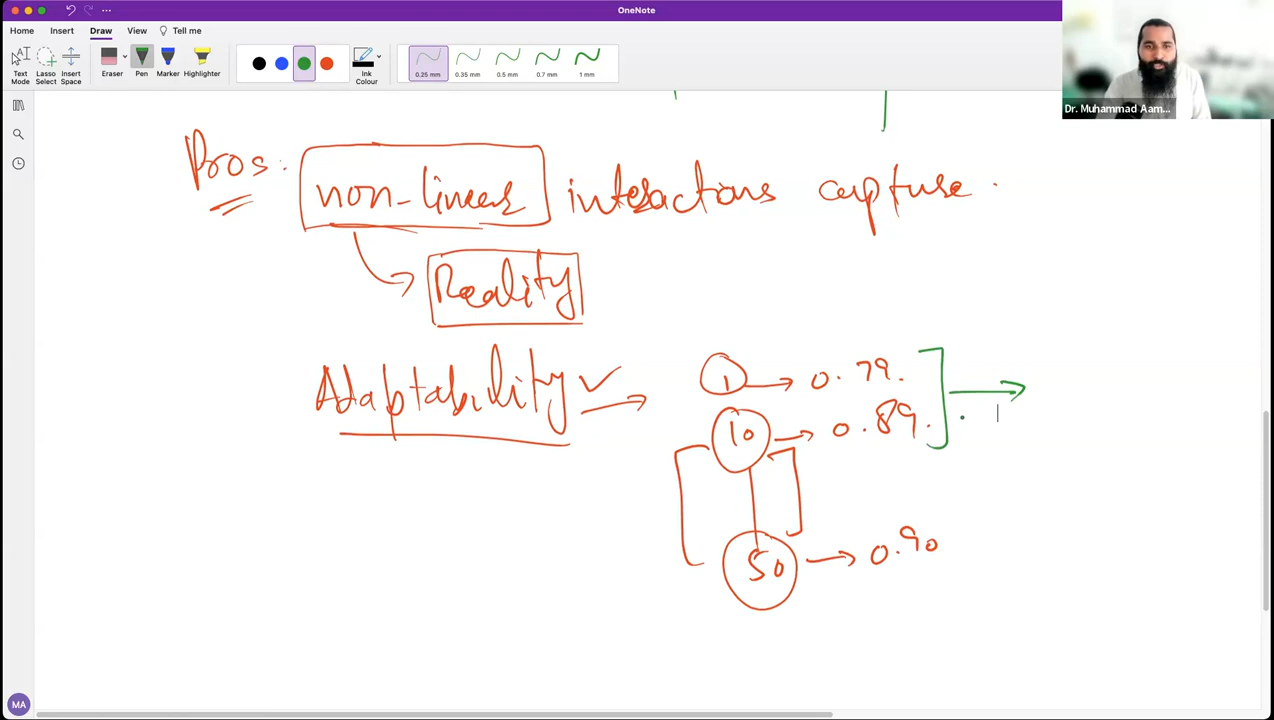 OneNote
Home Insert Draw View Tell me
Text Mode
Lasso Select
Insert Space
Eraser
Pen
Marker
Highlighter
Ink Colour
0.25 mm
0.35 mm
0.5 mm
0.7 mm
1 mm
Dr. Muhammad Aam...
Pros:
non-linear interactions capture.
Reality
Adaptability
1 → 0.79.
10 → 0.89.
50 → 0.90
MA